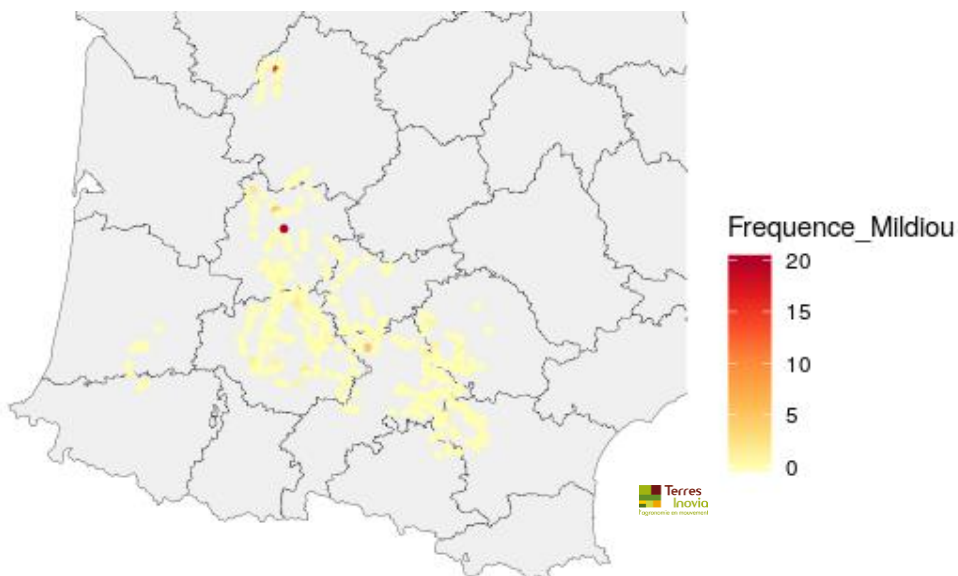 Frequence_Mildiou
20
15
10
5
0
Terres
Inovia
l'agronomie en mouvement